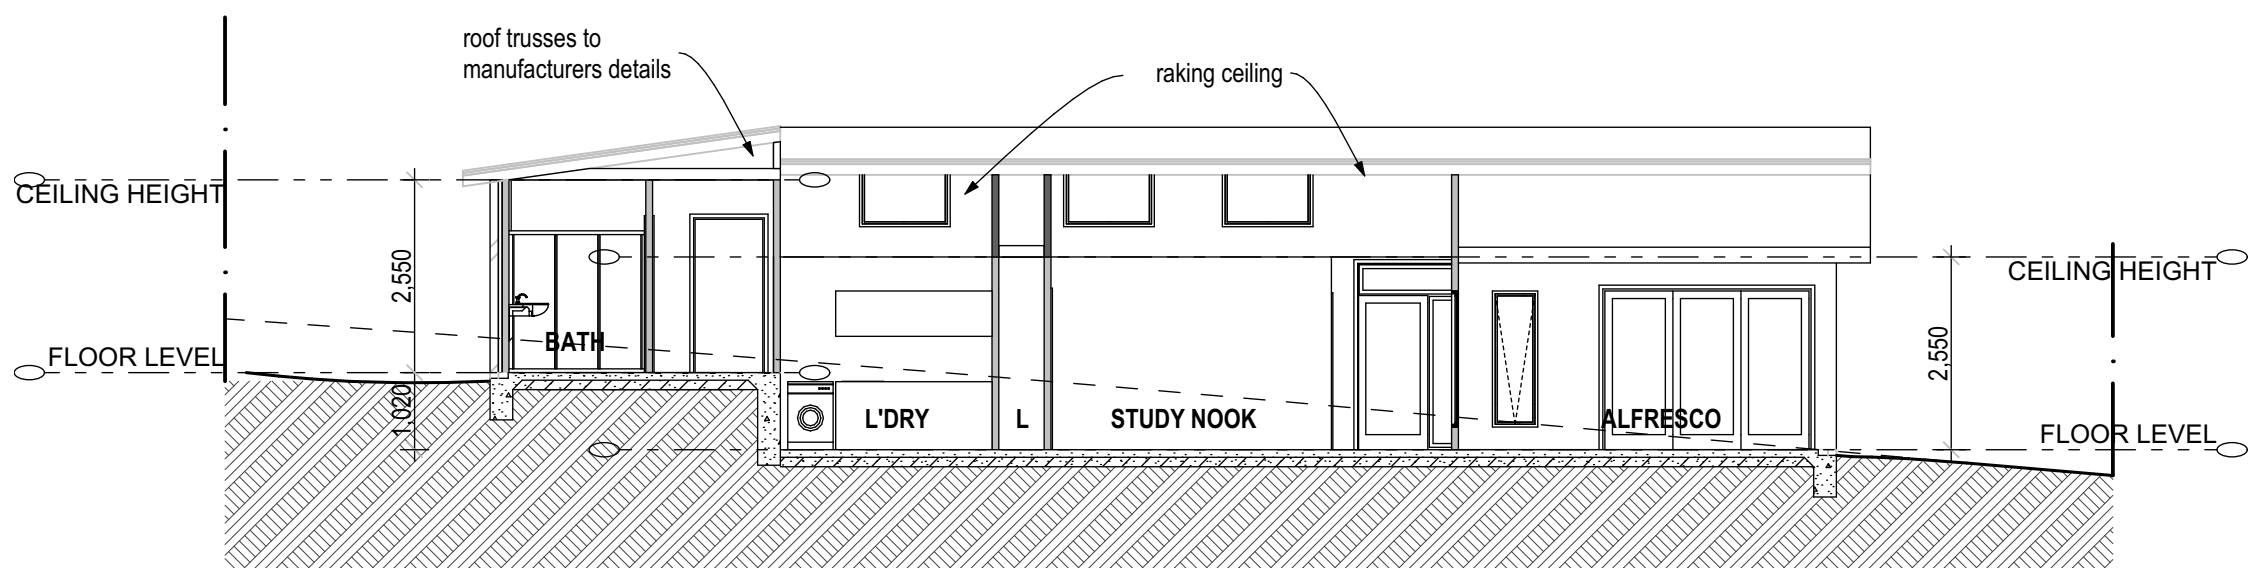 roof trusses to
manufacturers details
raking ceiling
CEILING HEIGHT
2,550
CEILING HEIGHT
BATH
FLOOR LEVEL
2,550
1,020
L'DRY
L
STUDY NOOK
ALFRESCO
FLOOR LEVEL